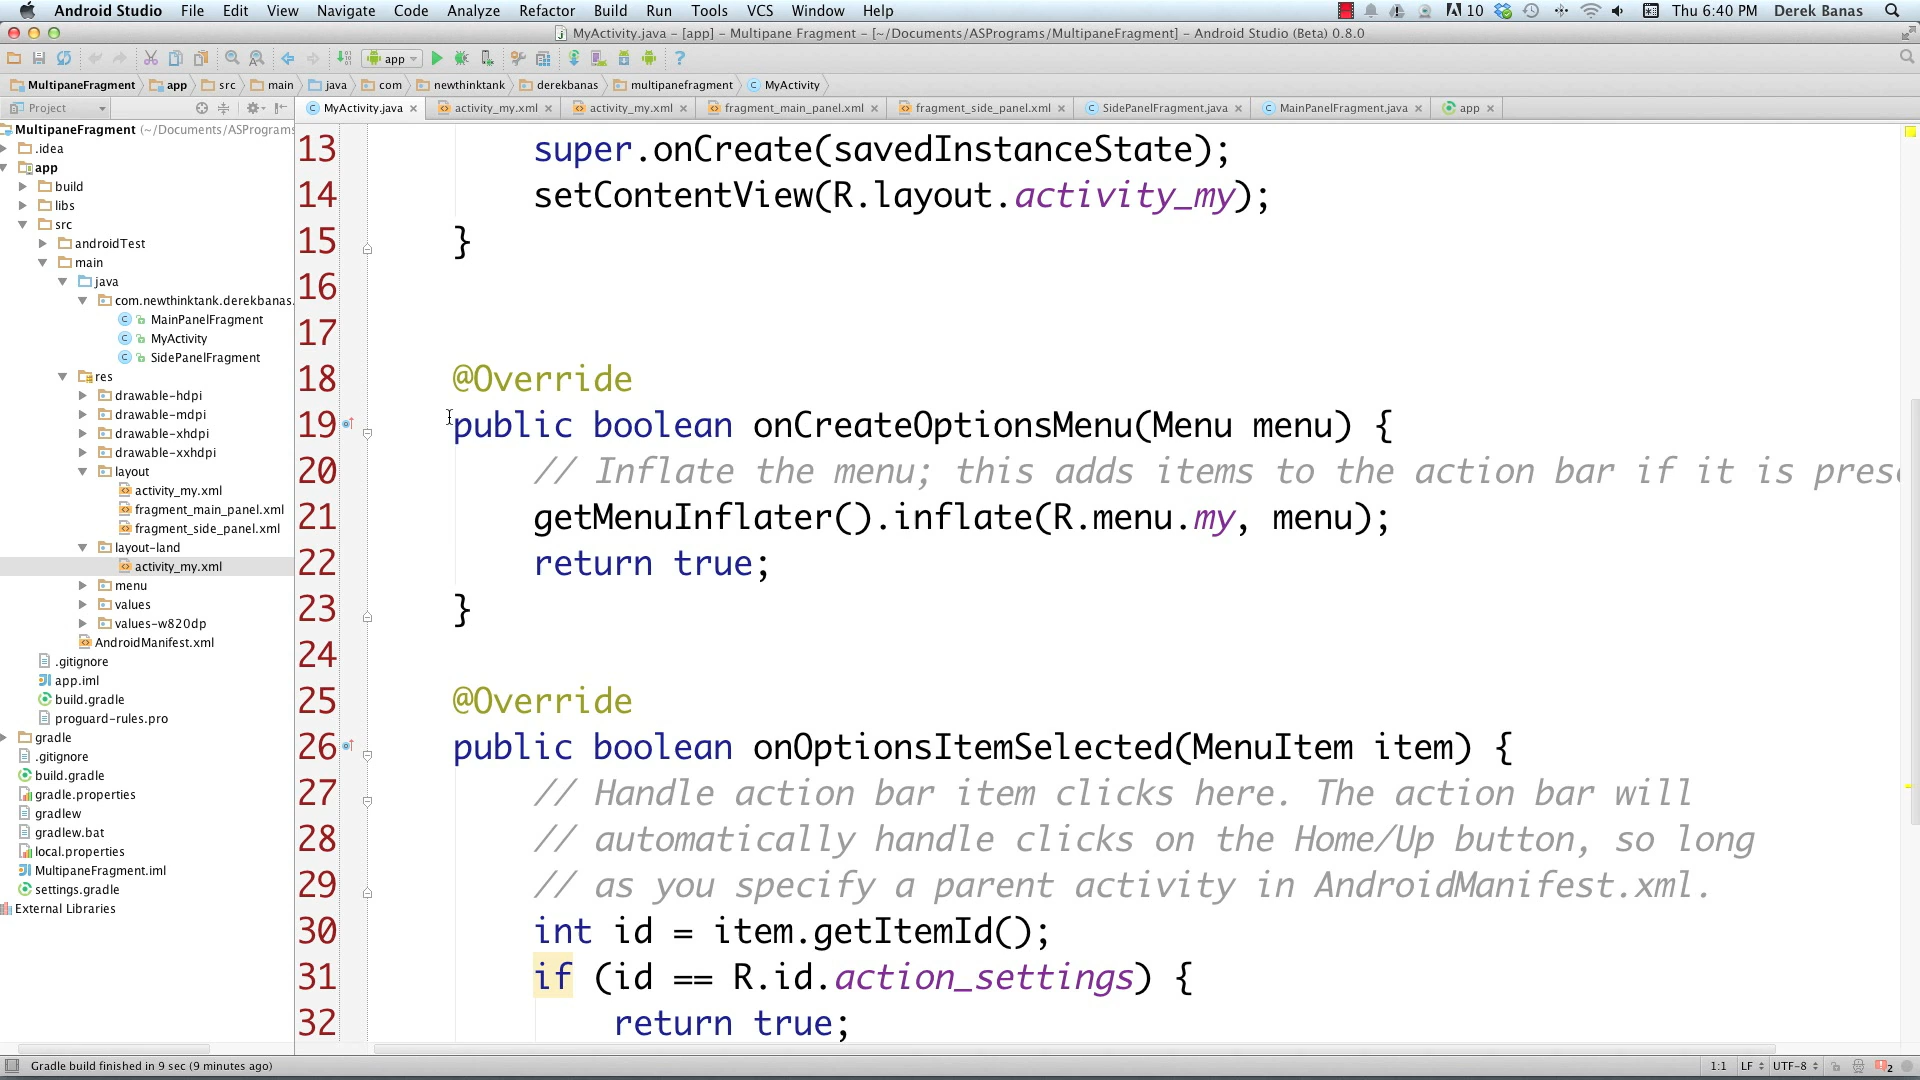 Android Studio File Edit View Navigate Code Analyze Refactor Build Run Tools VCS Window Help 10 Thu 6:40 PM Derek Banas
MyActivity.java - [app] - Multipane Fragment - [~/Documents/ASPrograms/MultipaneFragment] - Android Studio (Beta) 0.8.0
app
MultipaneFragment app src main java com newthinktank derekbanas multipanefragment MyActivity
Project
MyActivity.java activity_my.xml activity_my.xml fragment_main_panel.xml fragment_side_panel.xml SidePanelFragment.java MainPanelFragment.java app
MultipaneFragment (~/Documents/ASPrograms
.idea
app
build
libs
src
androidTest
main
java
com.newthinktank.derekbanas.
MainPanelFragment
MyActivity
SidePanelFragment
res
drawable-hdpi
drawable-mdpi
drawable-xhdpi
drawable-xxhdpi
layout
activity_my.xml
fragment_main_panel.xml
fragment_side_panel.xml
layout-land
activity_my.xml
menu
values
values-w820dp
AndroidManifest.xml
.gitignore
app.iml
build.gradle
proguard-rules.pro
gradle
.gitignore
build.gradle
gradle.properties
gradlew
gradlew.bat
local.properties
MultipaneFragment.iml
settings.gradle
External Libraries
13 super.onCreate(savedInstanceState);
14 setContentView(R.layout.activity_my);
15 }
16
17
18 @Override
19 public boolean onCreateOptionsMenu(Menu menu) {
20 // Inflate the menu; this adds items to the action bar if it is prese
21 getMenuInflater().inflate(R.menu.my, menu);
22 return true;
23 }
24
25 @Override
26 public boolean onOptionsItemSelected(MenuItem item) {
27 // Handle action bar item clicks here. The action bar will
28 // automatically handle clicks on the Home/Up button, so long
29 // as you specify a parent activity in AndroidManifest.xml.
30 int id = item.getItemId();
31 if (id == R.id.action_settings) {
32 return true;
Gradle build finished in 9 sec (9 minutes ago) 1:1 LF UTF-8 2